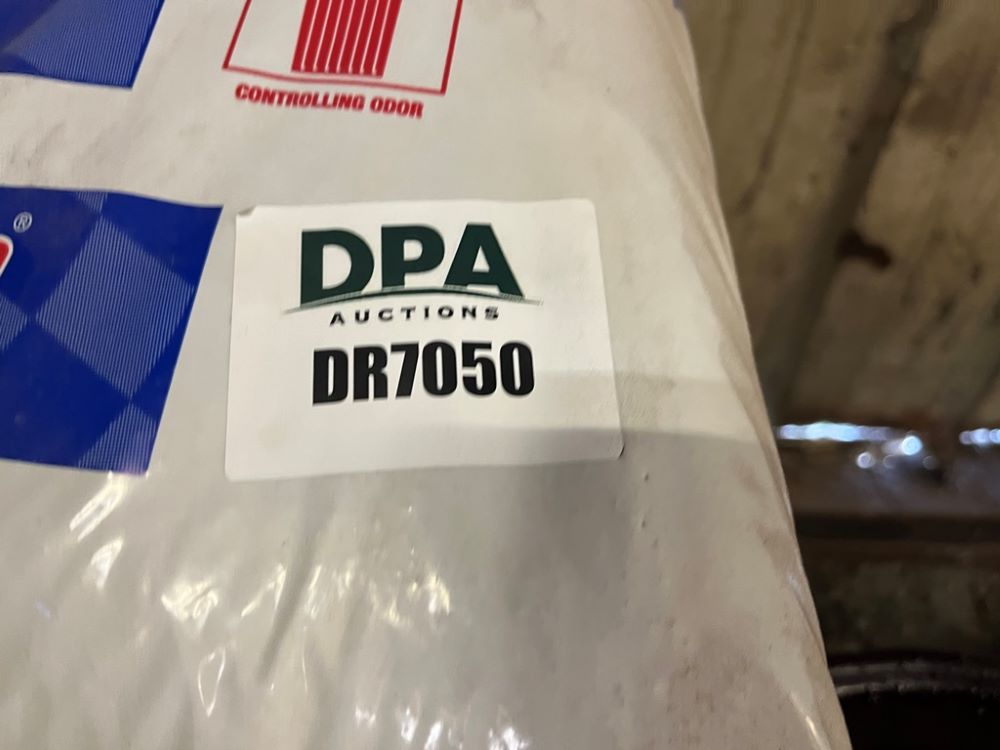 CONTROLLING ODOR
®
DPA
AUCTIONS
DR7050